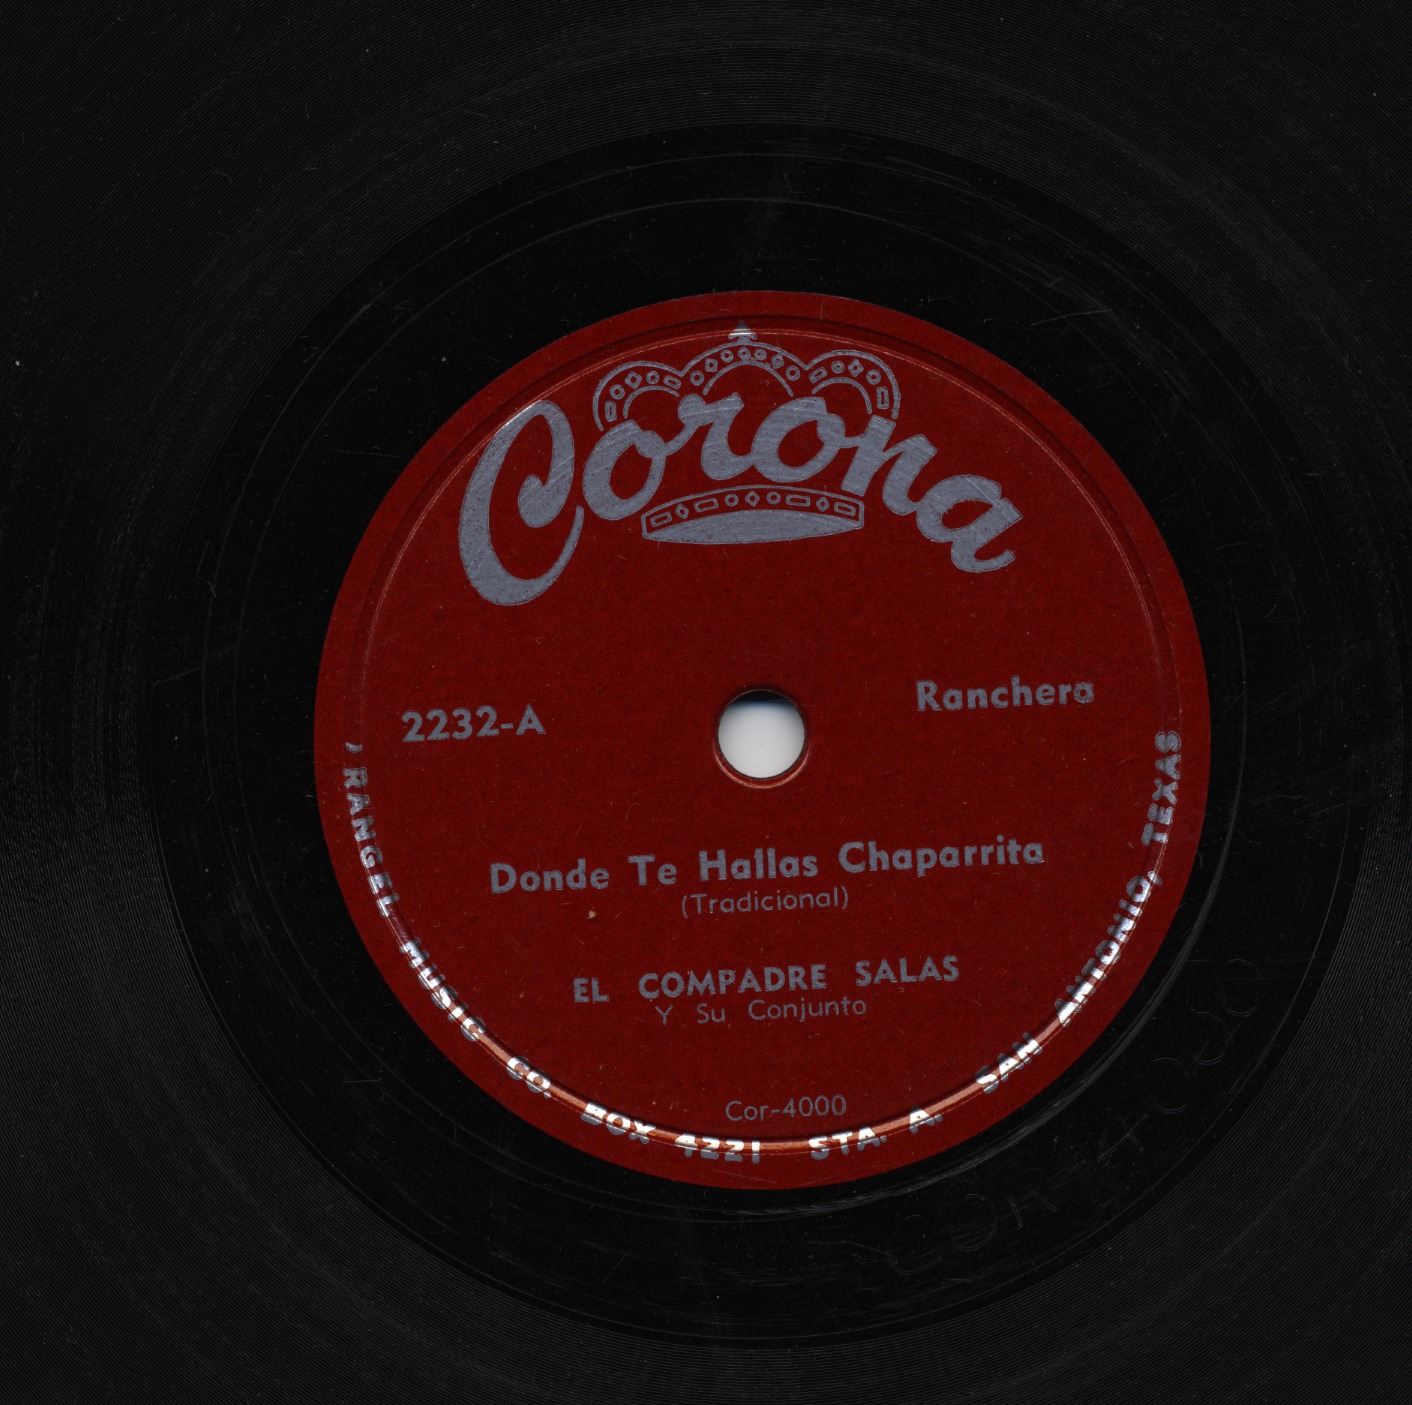 Corona
2232-A
Ranchera
Donde Te Hallas Chaparrita
(Tradicional)
EL COMPADRE SALAS
Y Su Conjunto
Cor-4000
RANGEL MUSIC CO. BOX 4221 STA. A. SAN ANTONIO, TEXAS